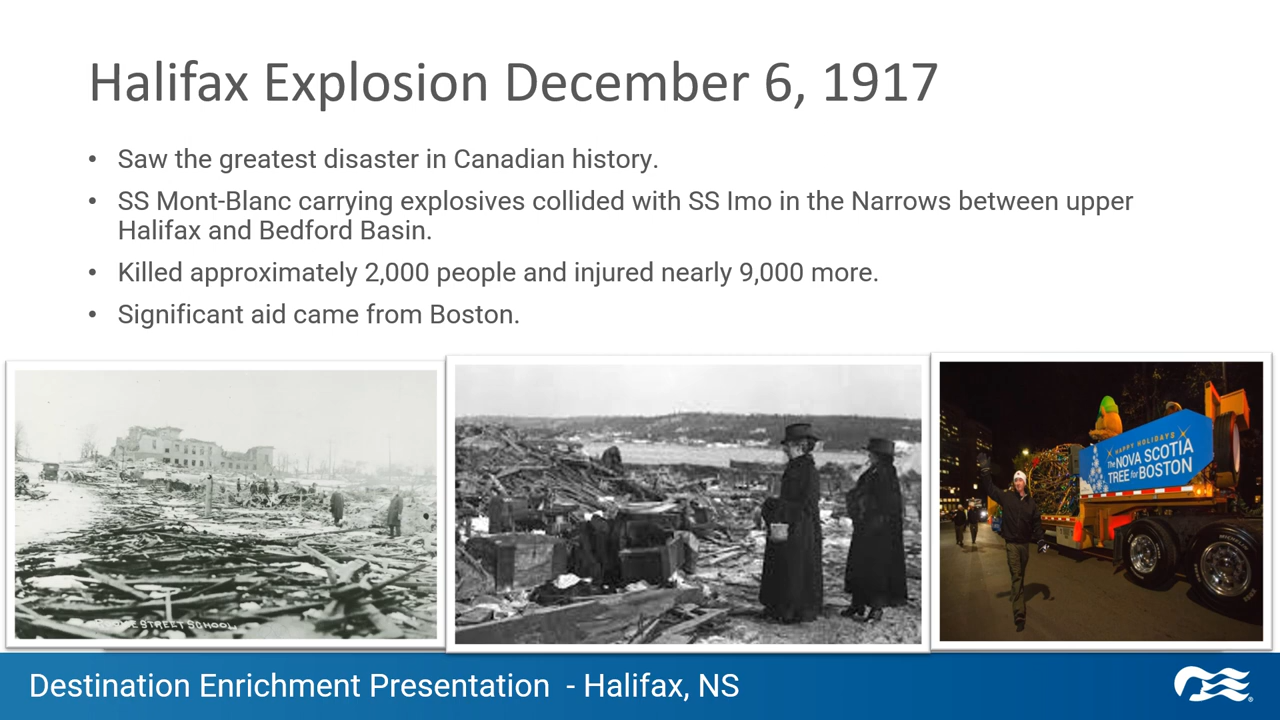 Halifax Explosion December 6, 1917
• Saw the greatest disaster in Canadian history.
• SS Mont-Blanc carrying explosives collided with SS Imo in the Narrows between upper
Halifax and Bedford Basin.
• Killed approximately 2,000 people and injured nearly 9,000 more.
• Significant aid came from Boston.
STREET SCHOOL
HAPPY HOLIDAYS
The NOVA SCOTIA
TREE for BOSTON
Destination Enrichment Presentation - Halifax, NS